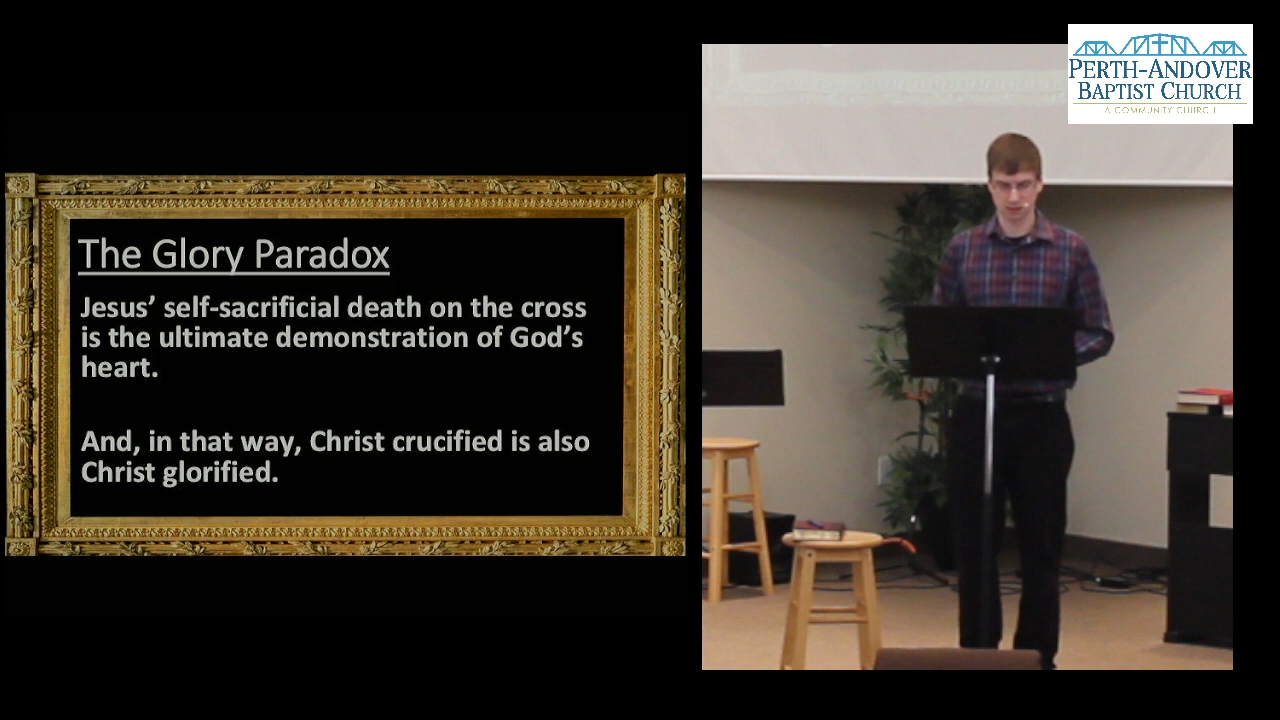 The Glory Paradox
Jesus’ self-sacrificial death on the cross
is the ultimate demonstration of God’s
heart.
And, in that way, Christ crucified is also
Christ glorified.
PERTH-ANDOVER
BAPTIST CHURCH
A COMMUNITY CHURCH